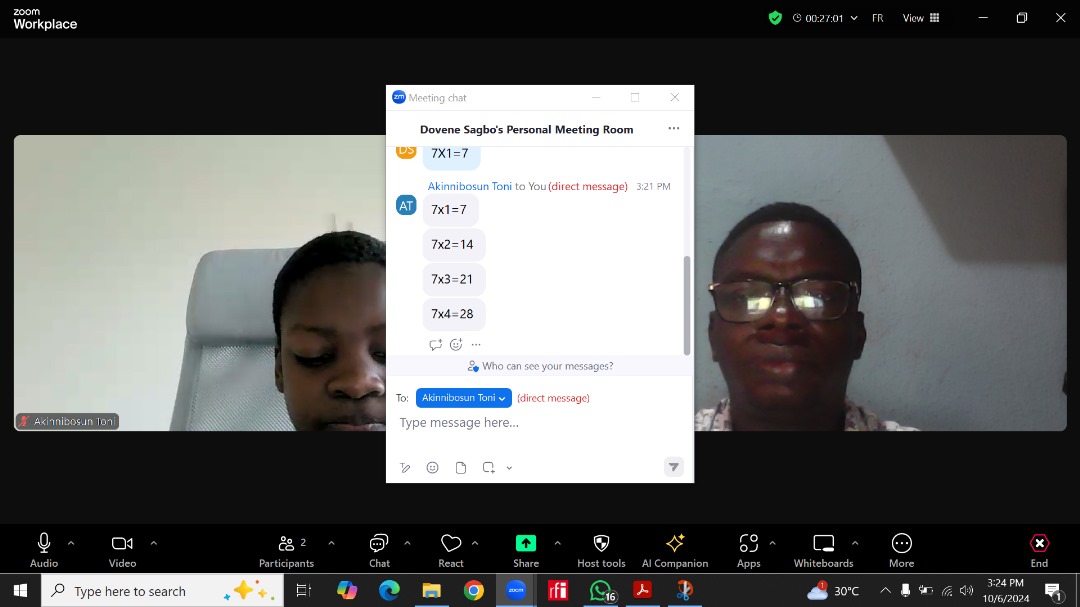 zoom
Workplace
00:27:01
FR
View
Meeting chat
Dovene Sagbo's Personal Meeting Room
DS
7X1=7
Akinnibosun Toni to You (direct message) 3:21 PM
AT
7x1=7
7x2=14
7x3=21
7x4=28
Who can see your messages?
To: Akinnibosun Toni (direct message)
Type message here...
Akinnibosun Toni
Audio
Video
Participants
2
Chat
React
Share
Host tools
AI Companion
Apps
Whiteboards
More
End
Type here to search
zoom
rfi
16
1
30°C
3:24 PM
10/6/2024
1